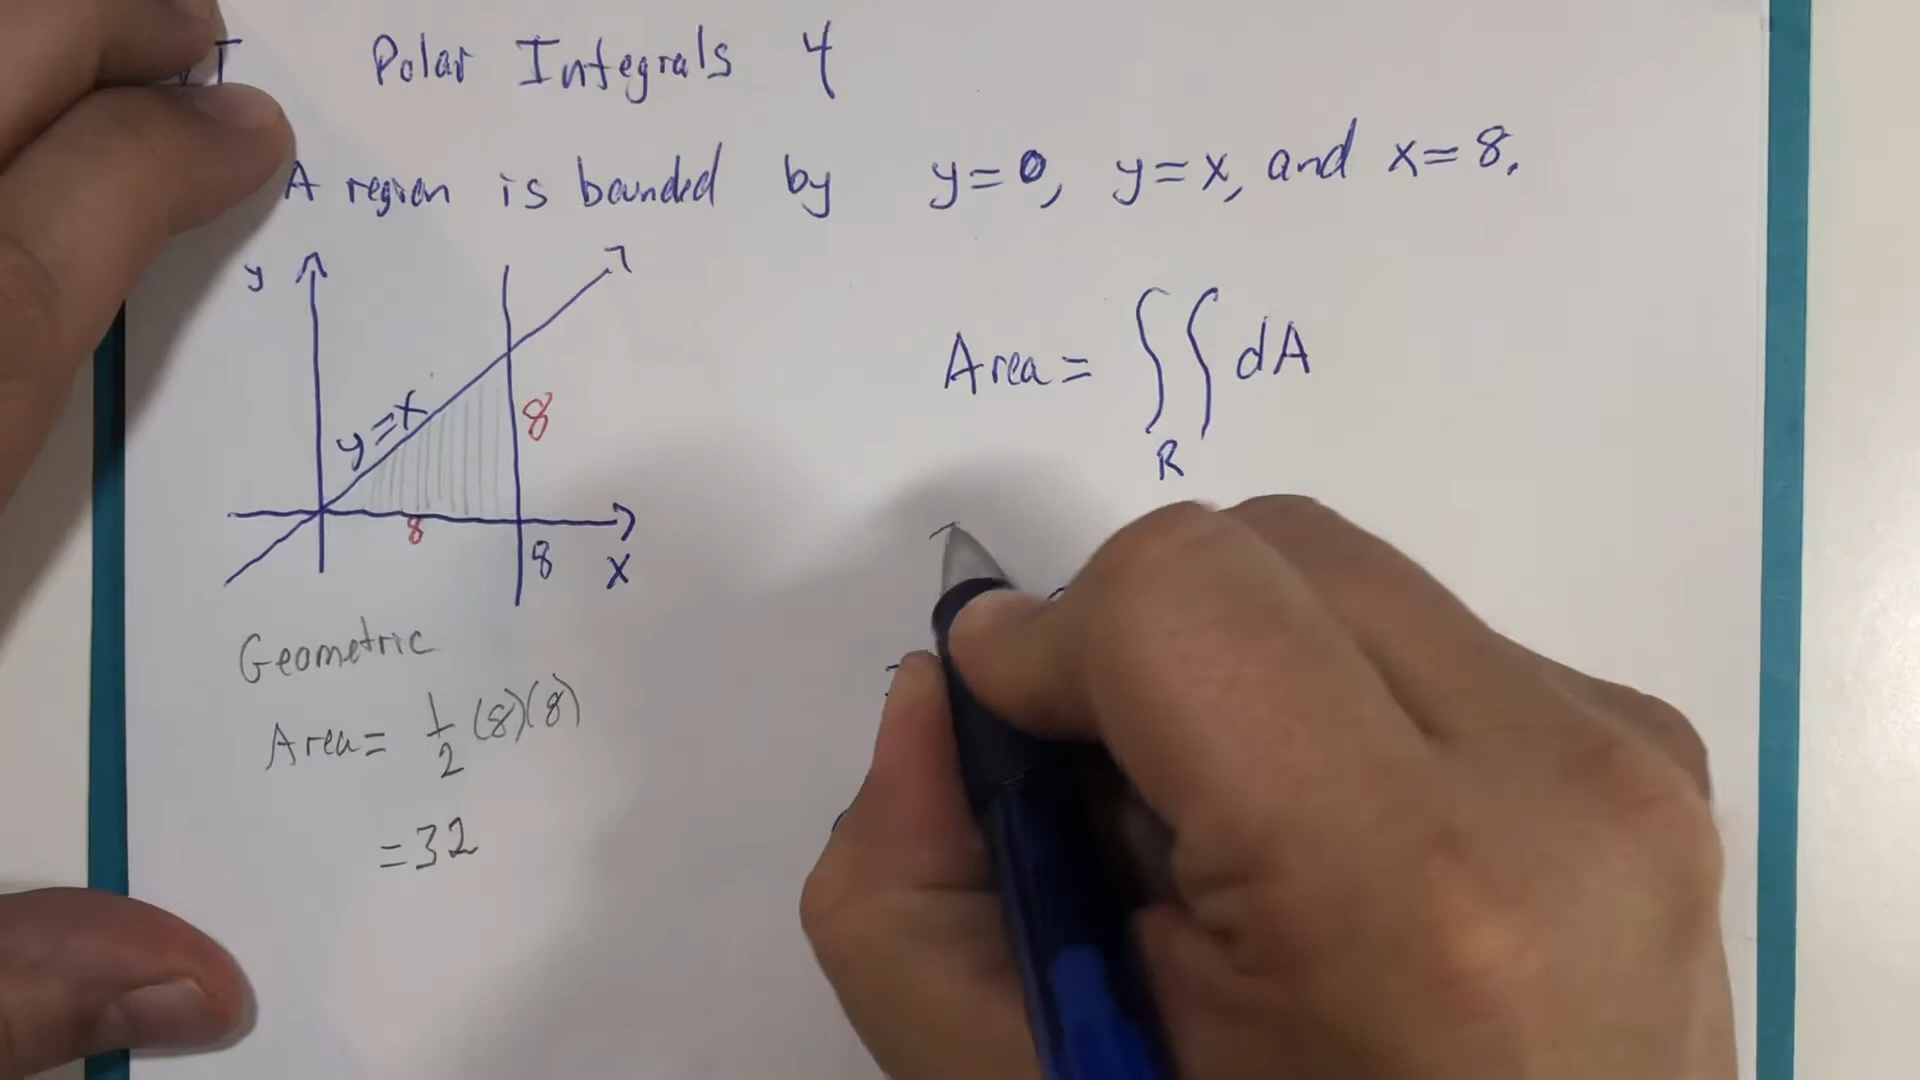 Polar Integrals 4
A region is bounded by y=0, y=x, and x=8.
y
y=x
8
8
8
x
Area= ∫∫ dA
R
Geometric
Area= 1/2 (8)(8)
=32